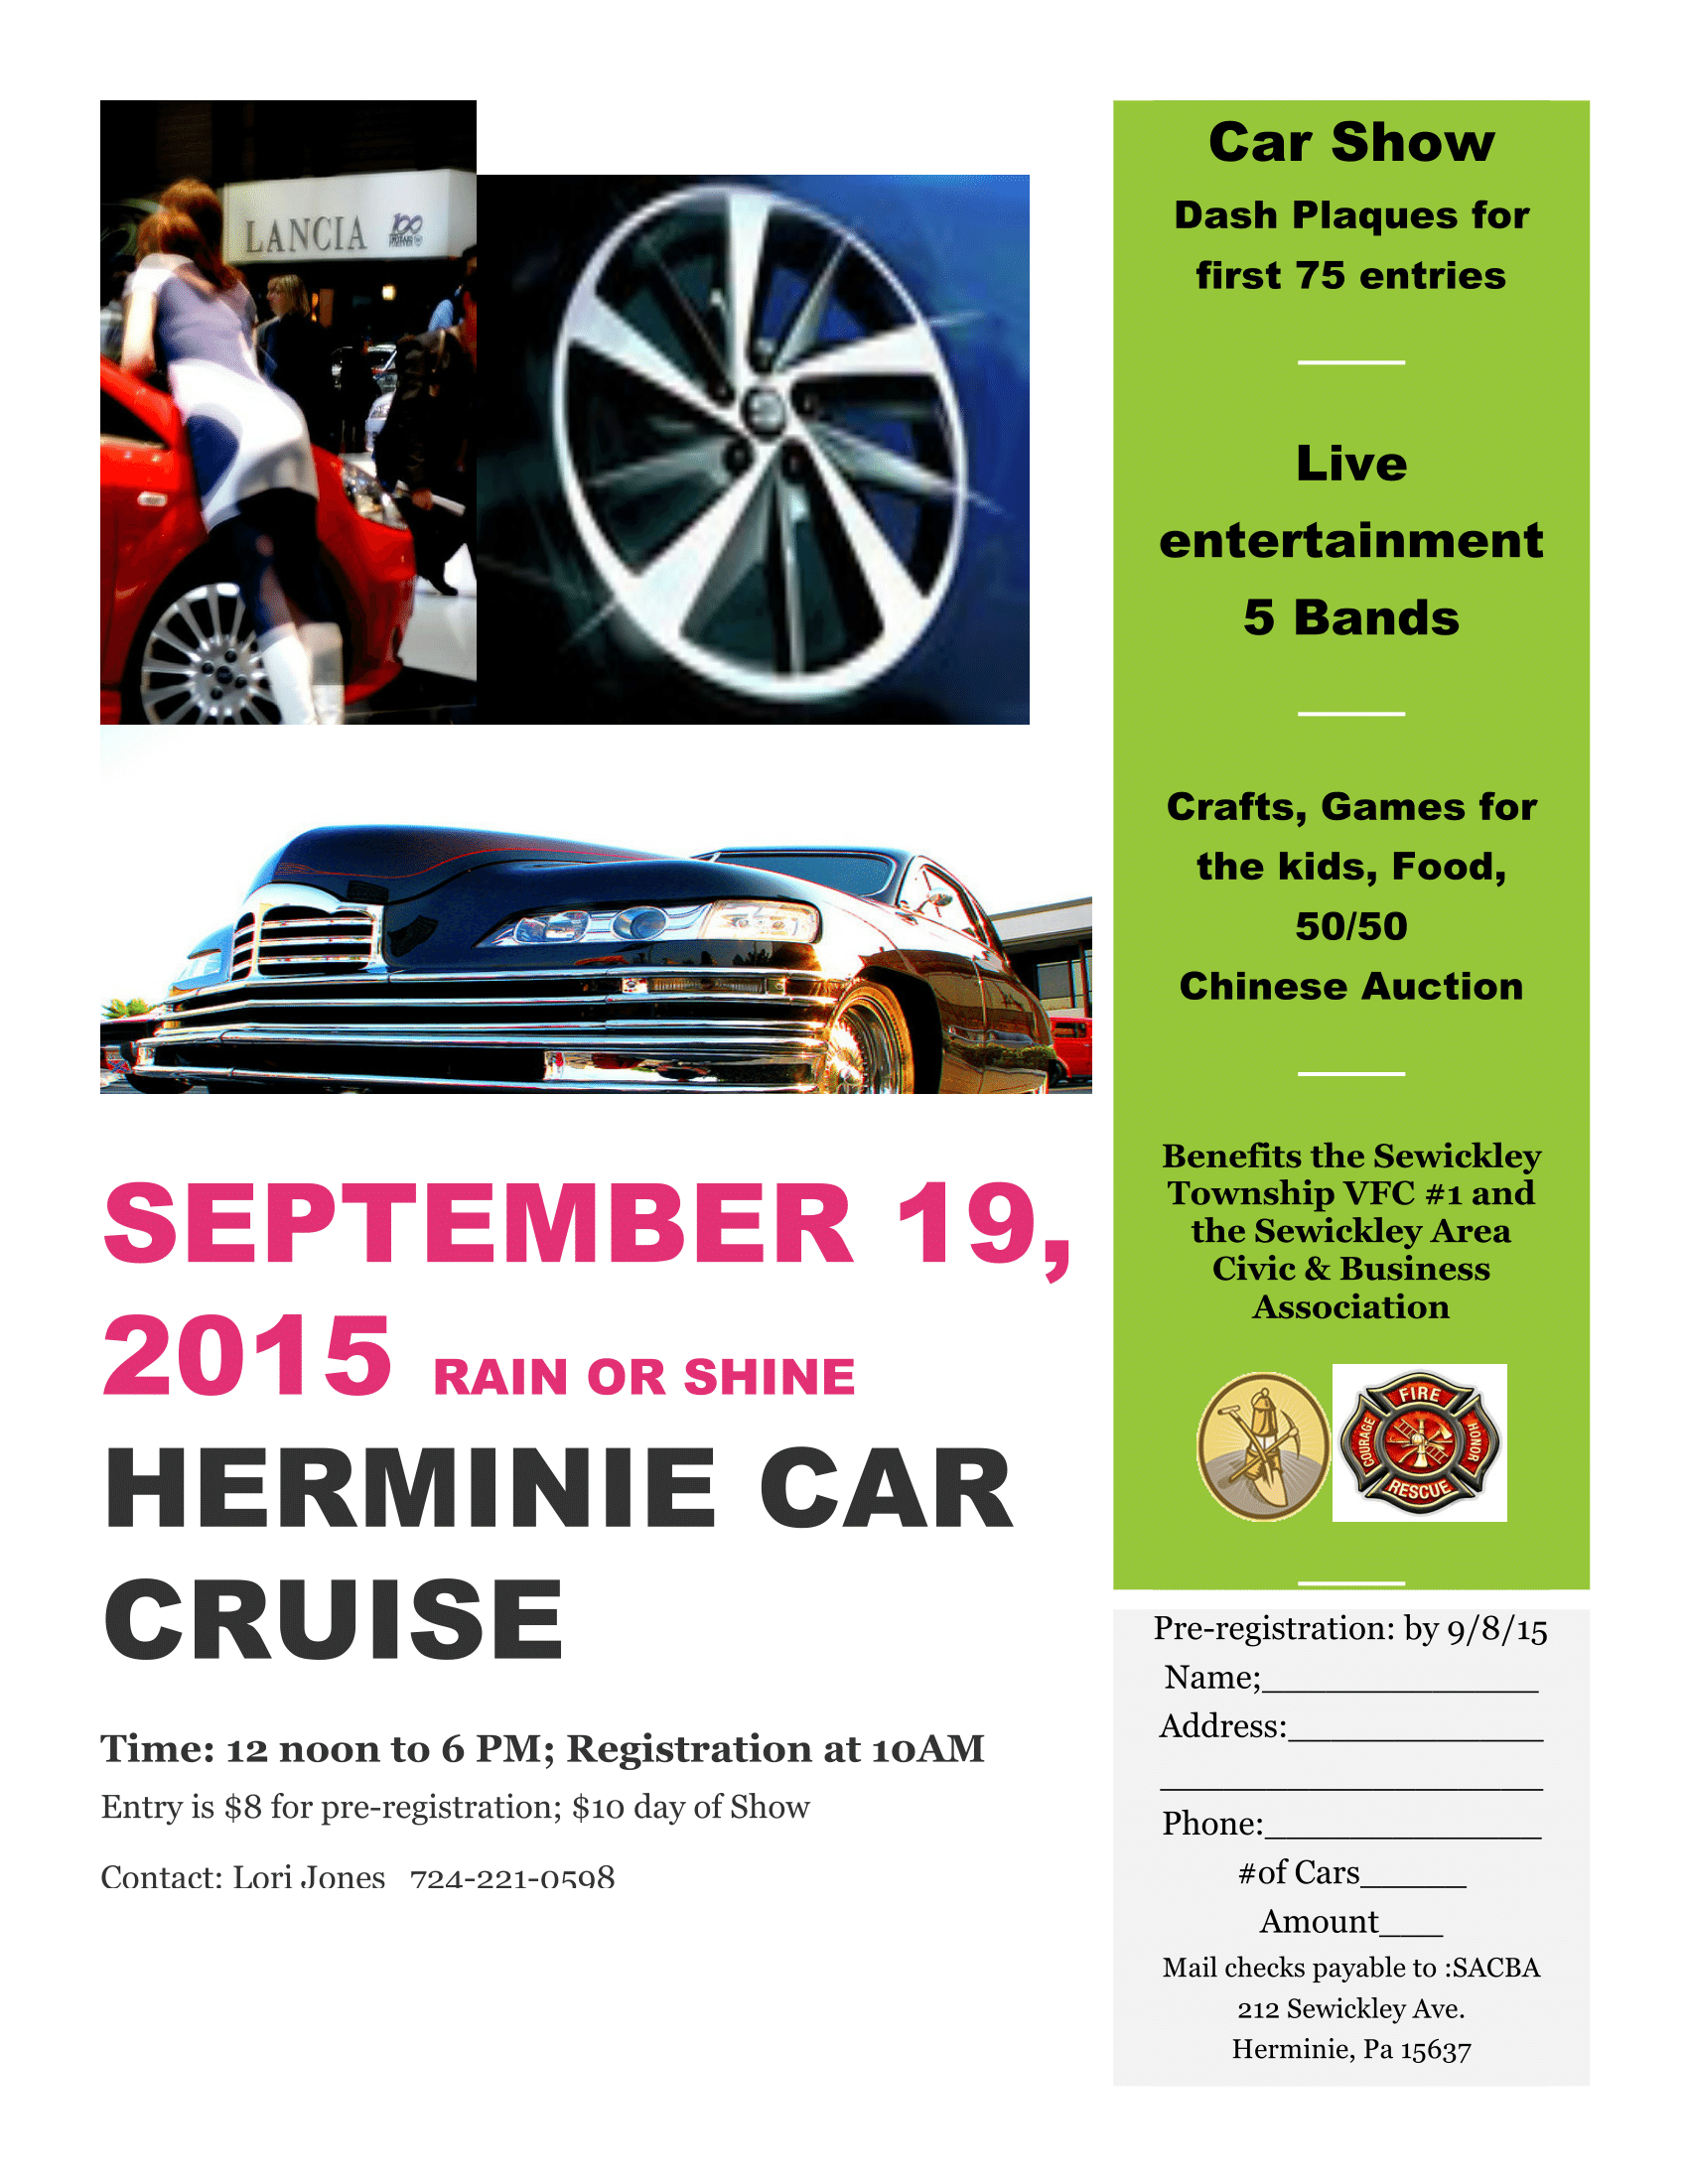 LANCIA 100
SEPTEMBER 19,
2015 RAIN OR SHINE
HERMINIE CAR
CRUISE
Time: 12 noon to 6 PM; Registration at 10AM
Entry is $8 for pre-registration; $10 day of Show
Contact: Lori Jones 724-221-0598
Car Show
Dash Plaques for
first 75 entries
Live
entertainment
5 Bands
Crafts, Games for
the kids, Food,
50/50
Chinese Auction
Benefits the Sewickley
Township VFC #1 and
the Sewickley Area
Civic & Business
Association
FIRE
COURAGE
HONOR
RESCUE
Pre-registration: by 9/8/15
Name;_____________
Address:____________
__________________
Phone:_____________
#of Cars_____
Amount___
Mail checks payable to :SACBA
212 Sewickley Ave.
Herminie, Pa 15637